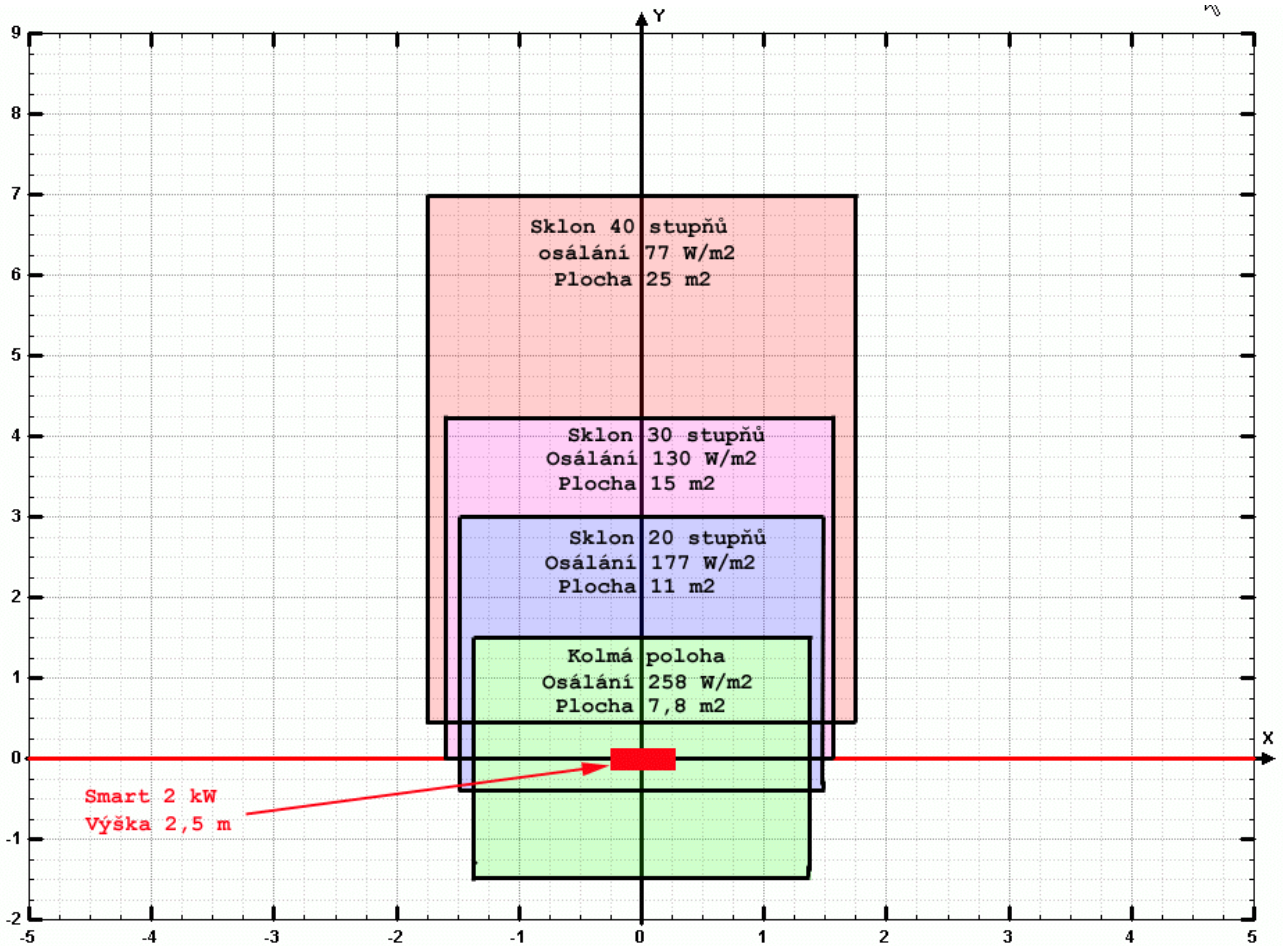 Y
9
8
7
6
5
4
3
2
1
0
-1
-2
Sklon 40 stupňů
osálání 77 W/m2
Plocha 25 m2
Sklon 30 stupňů
Osálání 130 W/m2
Plocha 15 m2
Sklon 20 stupňů
Osálání 177 W/m2
Plocha 11 m2
Kolmá poloha
Osálání 258 W/m2
Plocha 7,8 m2
X
Smart 2 kW
Výška 2,5 m
-5 -4 -3 -2 -1 0 1 2 3 4 5